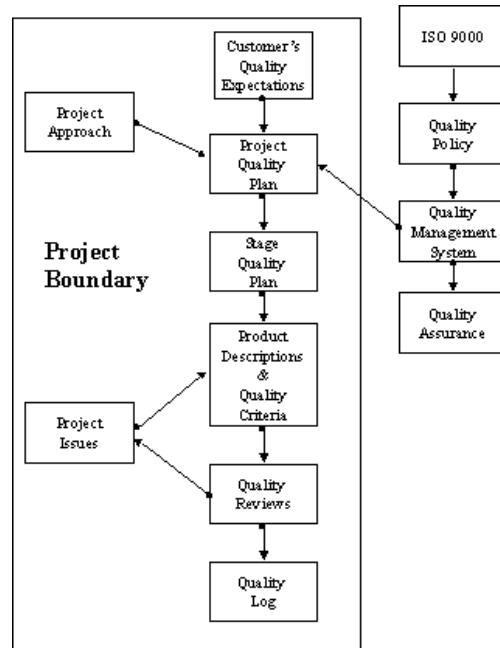 Customer's
Quality
Expectations
ISO 9000
Project
Approach
Project
Quality
Plan
Quality
Policy
Project
Boundary
Stage
Quality
Plan
Quality
Management
System
Product
Descriptions
&
Quality
Criteria
Quality
Assurance
Project
Issues
Quality
Reviews
Quality
Log